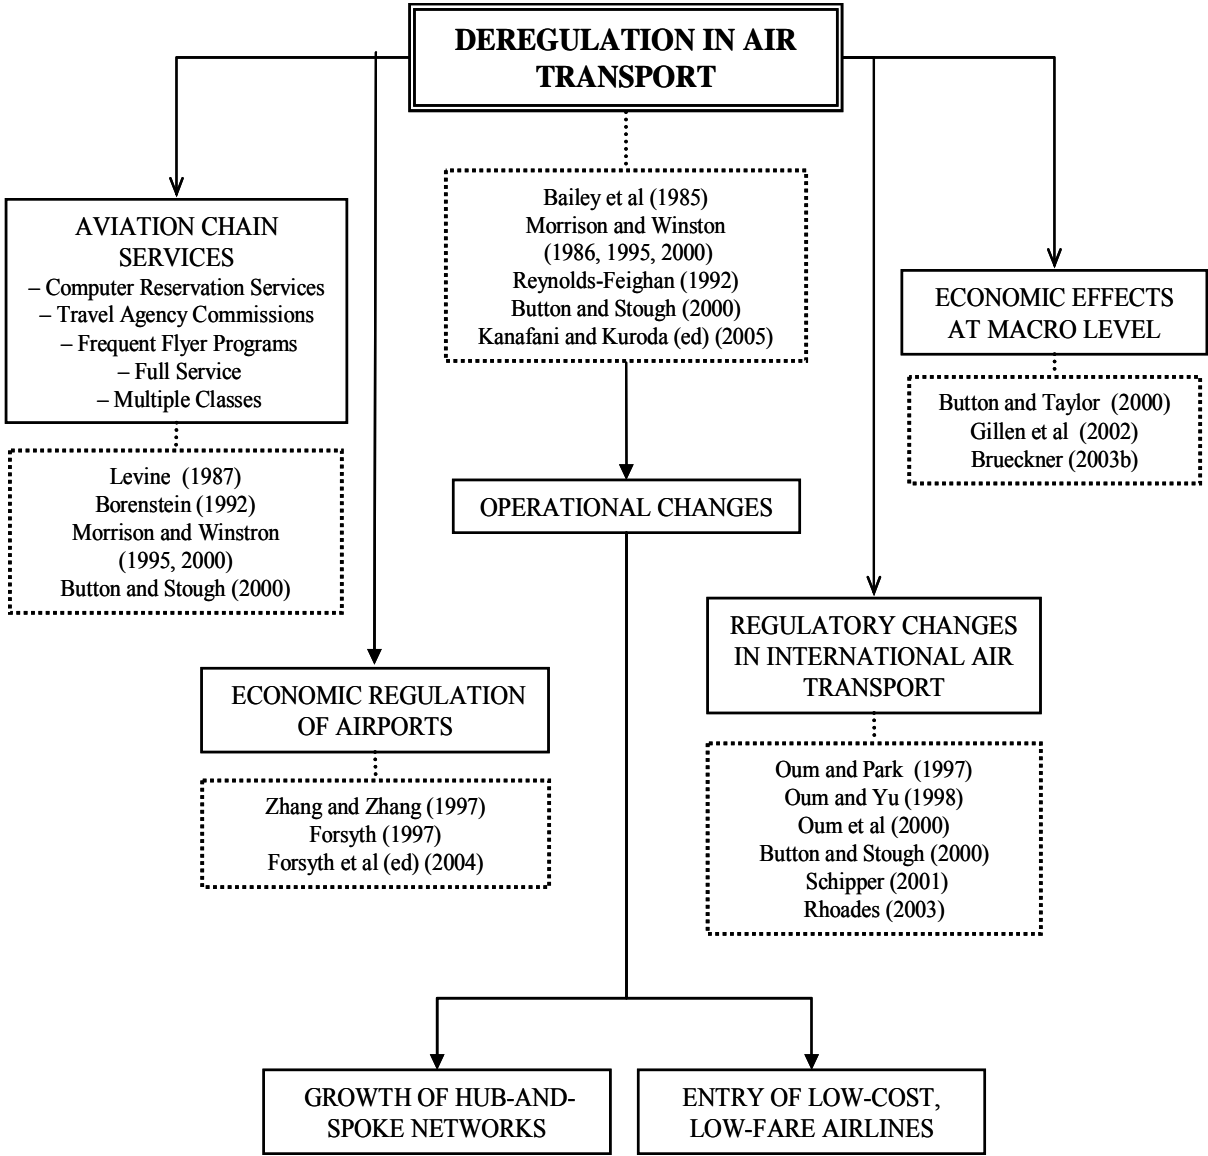 DEREGULATION IN AIR
TRANSPORT
AVIATION CHAIN
SERVICES
– Computer Reservation Services
– Travel Agency Commissions
– Frequent Flyer Programs
– Full Service
– Multiple Classes
Levine (1987)
Borenstein (1992)
Morrison and Winstron
(1995, 2000)
Button and Stough (2000)
ECONOMIC REGULATION
OF AIRPORTS
Zhang and Zhang (1997)
Forsyth (1997)
Forsyth et al (ed) (2004)
Bailey et al (1985)
Morrison and Winston
(1986, 1995, 2000)
Reynolds-Feighan (1992)
Button and Stough (2000)
Kanafani and Kuroda (ed) (2005)
OPERATIONAL CHANGES
REGULATORY CHANGES
IN INTERNATIONAL AIR
TRANSPORT
Oum and Park (1997)
Oum and Yu (1998)
Oum et al (2000)
Button and Stough (2000)
Schipper (2001)
Rhoades (2003)
ECONOMIC EFFECTS
AT MACRO LEVEL
Button and Taylor (2000)
Gillen et al (2002)
Brueckner (2003b)
GROWTH OF HUB-AND-
SPOKE NETWORKS
ENTRY OF LOW-COST,
LOW-FARE AIRLINES